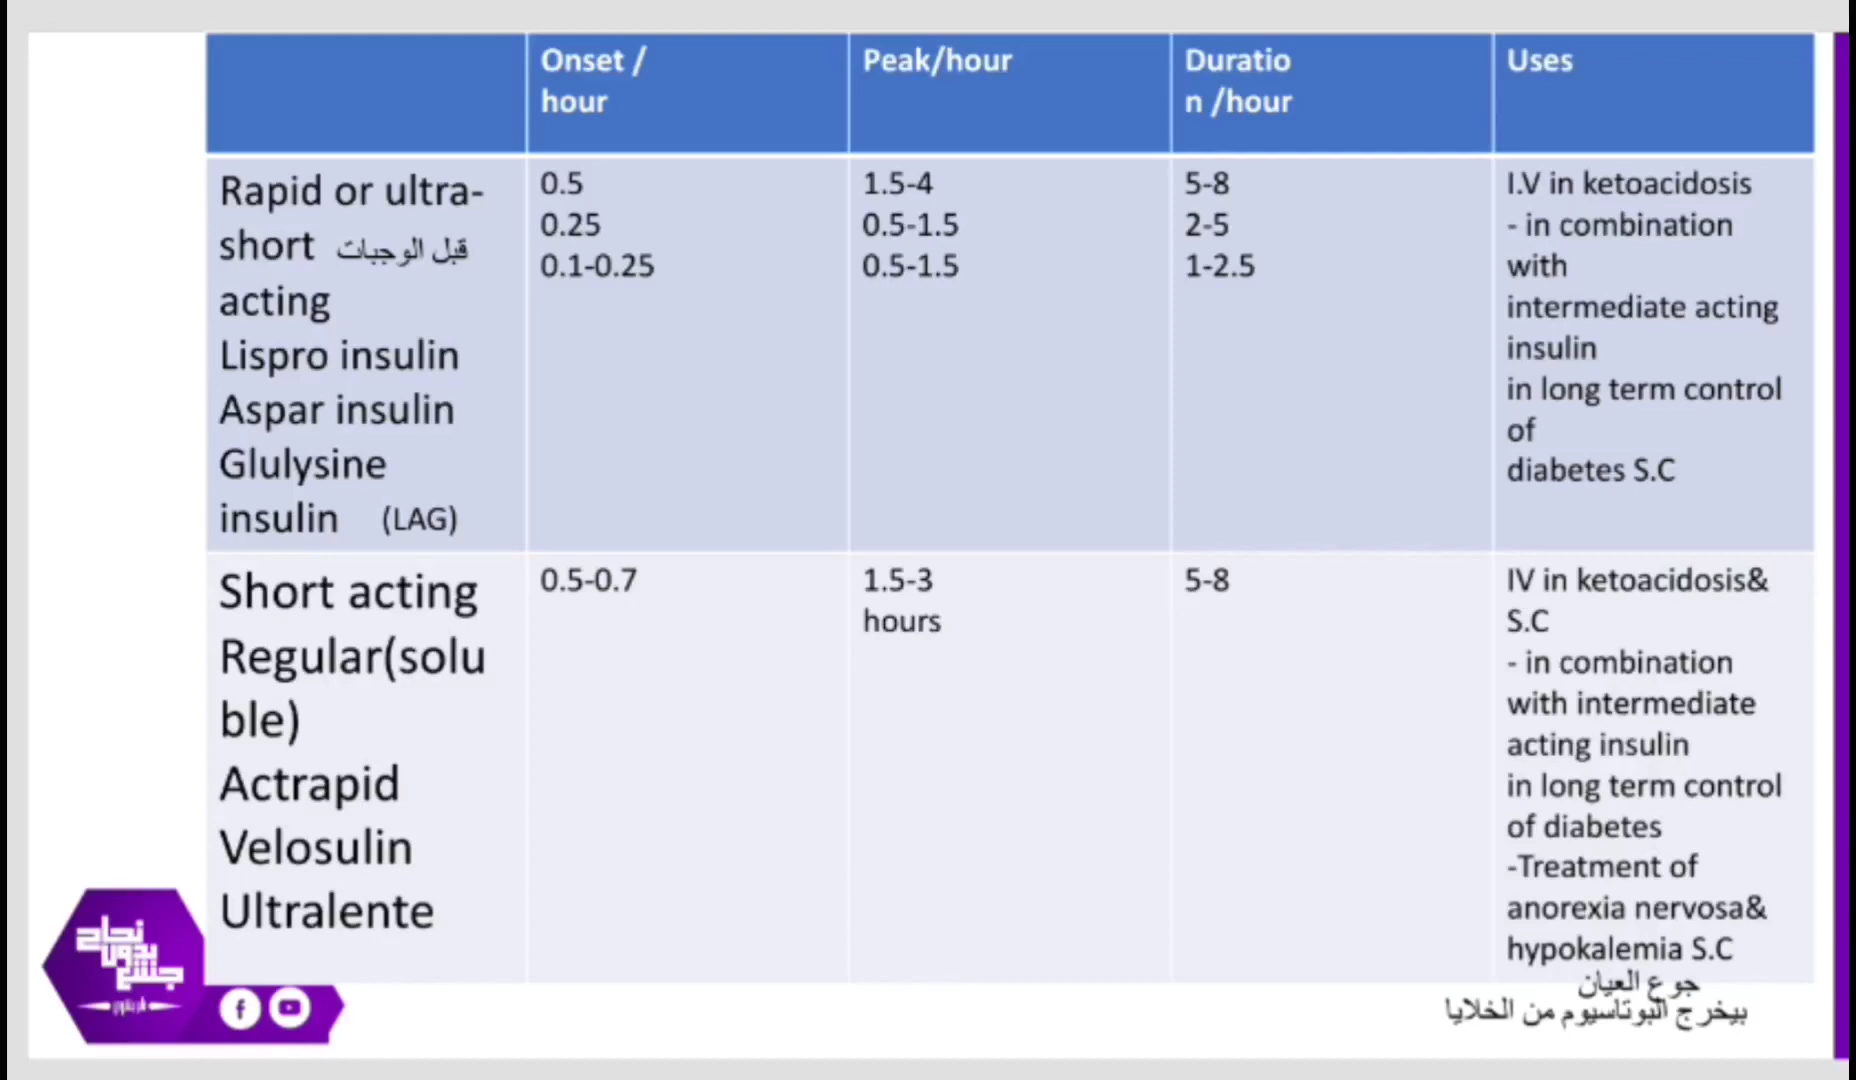 Onset /
hour
Peak/hour
Duratio
n /hour
Uses
Rapid or ultra-
short قبل الوجبات
acting
Lispro insulin
Aspar insulin
Glulysine
insulin (LAG)
0.5
0.25
0.1-0.25
1.5-4
0.5-1.5
0.5-1.5
5-8
2-5
1-2.5
I.V in ketoacidosis
- in combination
with
intermediate acting
insulin
in long term control
of
diabetes S.C
Short acting
Regular(solu
ble)
Actrapid
Velosulin
Ultralente
0.5-0.7
1.5-3
hours
5-8
IV in ketoacidosis&
S.C
- in combination
with intermediate
acting insulin
in long term control
of diabetes
-Treatment of
anorexia nervosa&
hypokalemia S.C
جوع العيان
بيخرج البوتاسيوم من الخلايا
نجاح
بدون